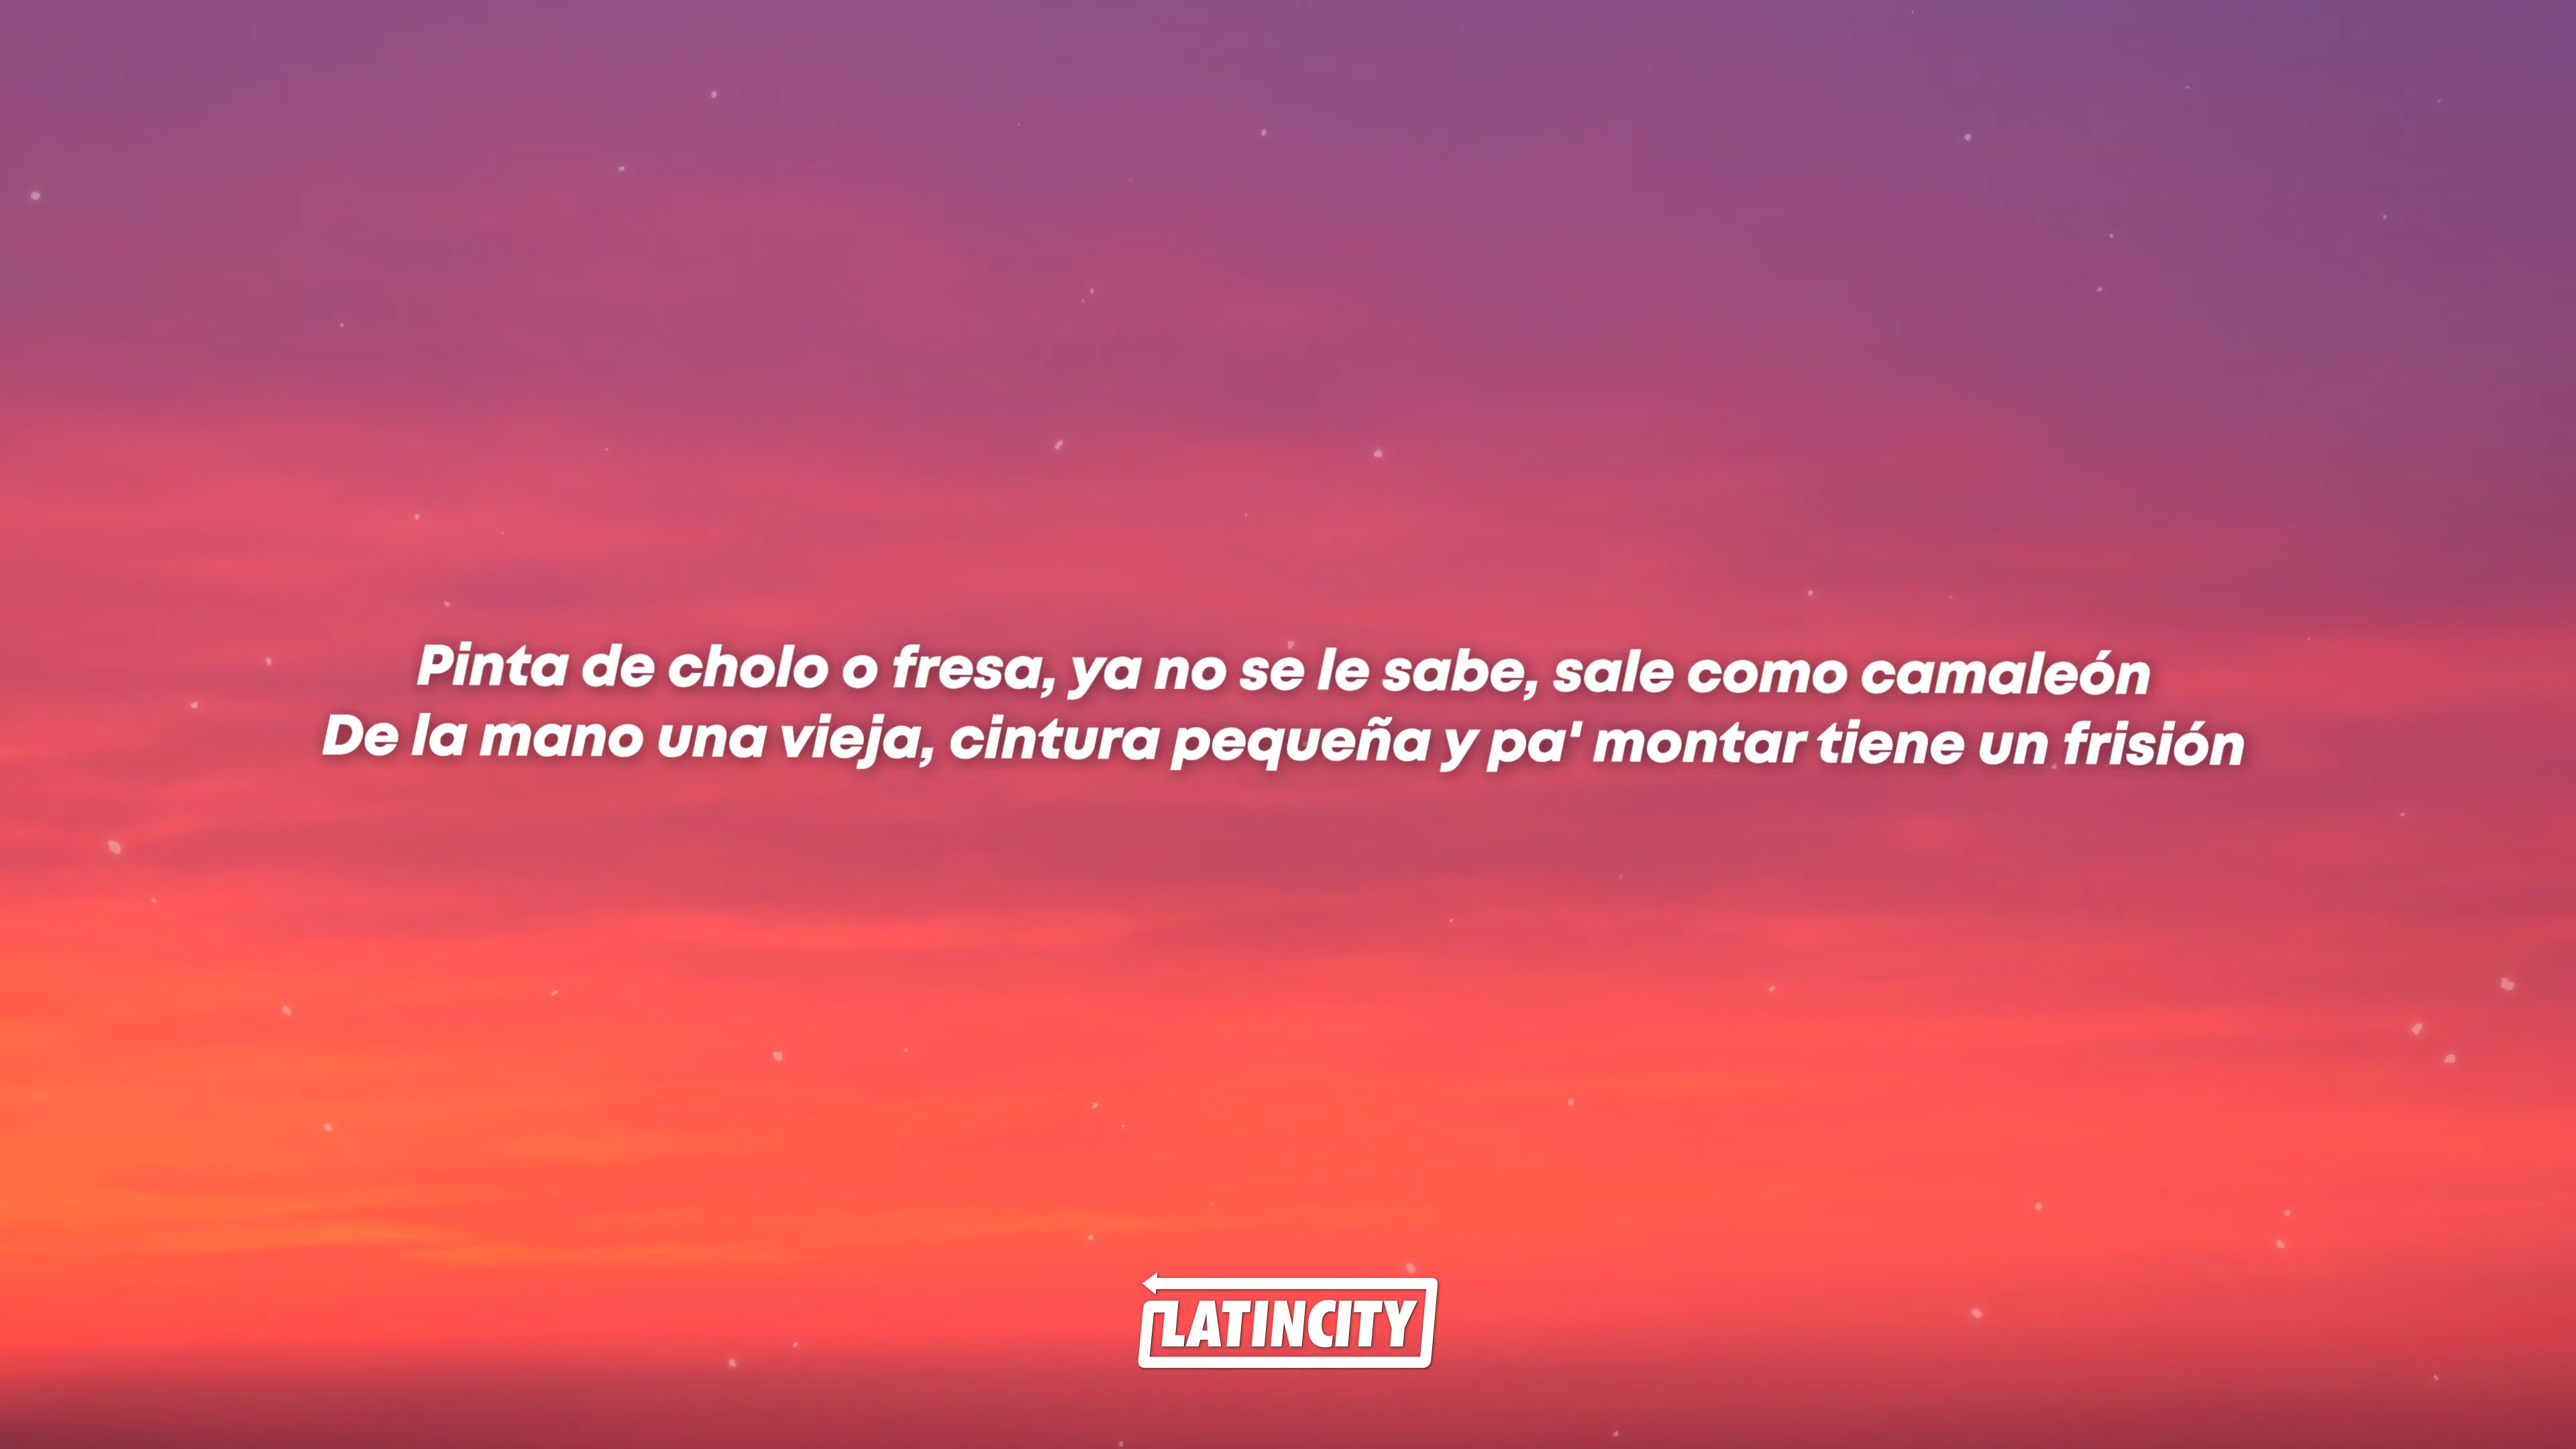 Pinta de cholo o fresa, ya no se le sabe, sale como camaleón
De la mano una vieja, cintura pequeña y pa' montar tiene un frisión
LATINCITY